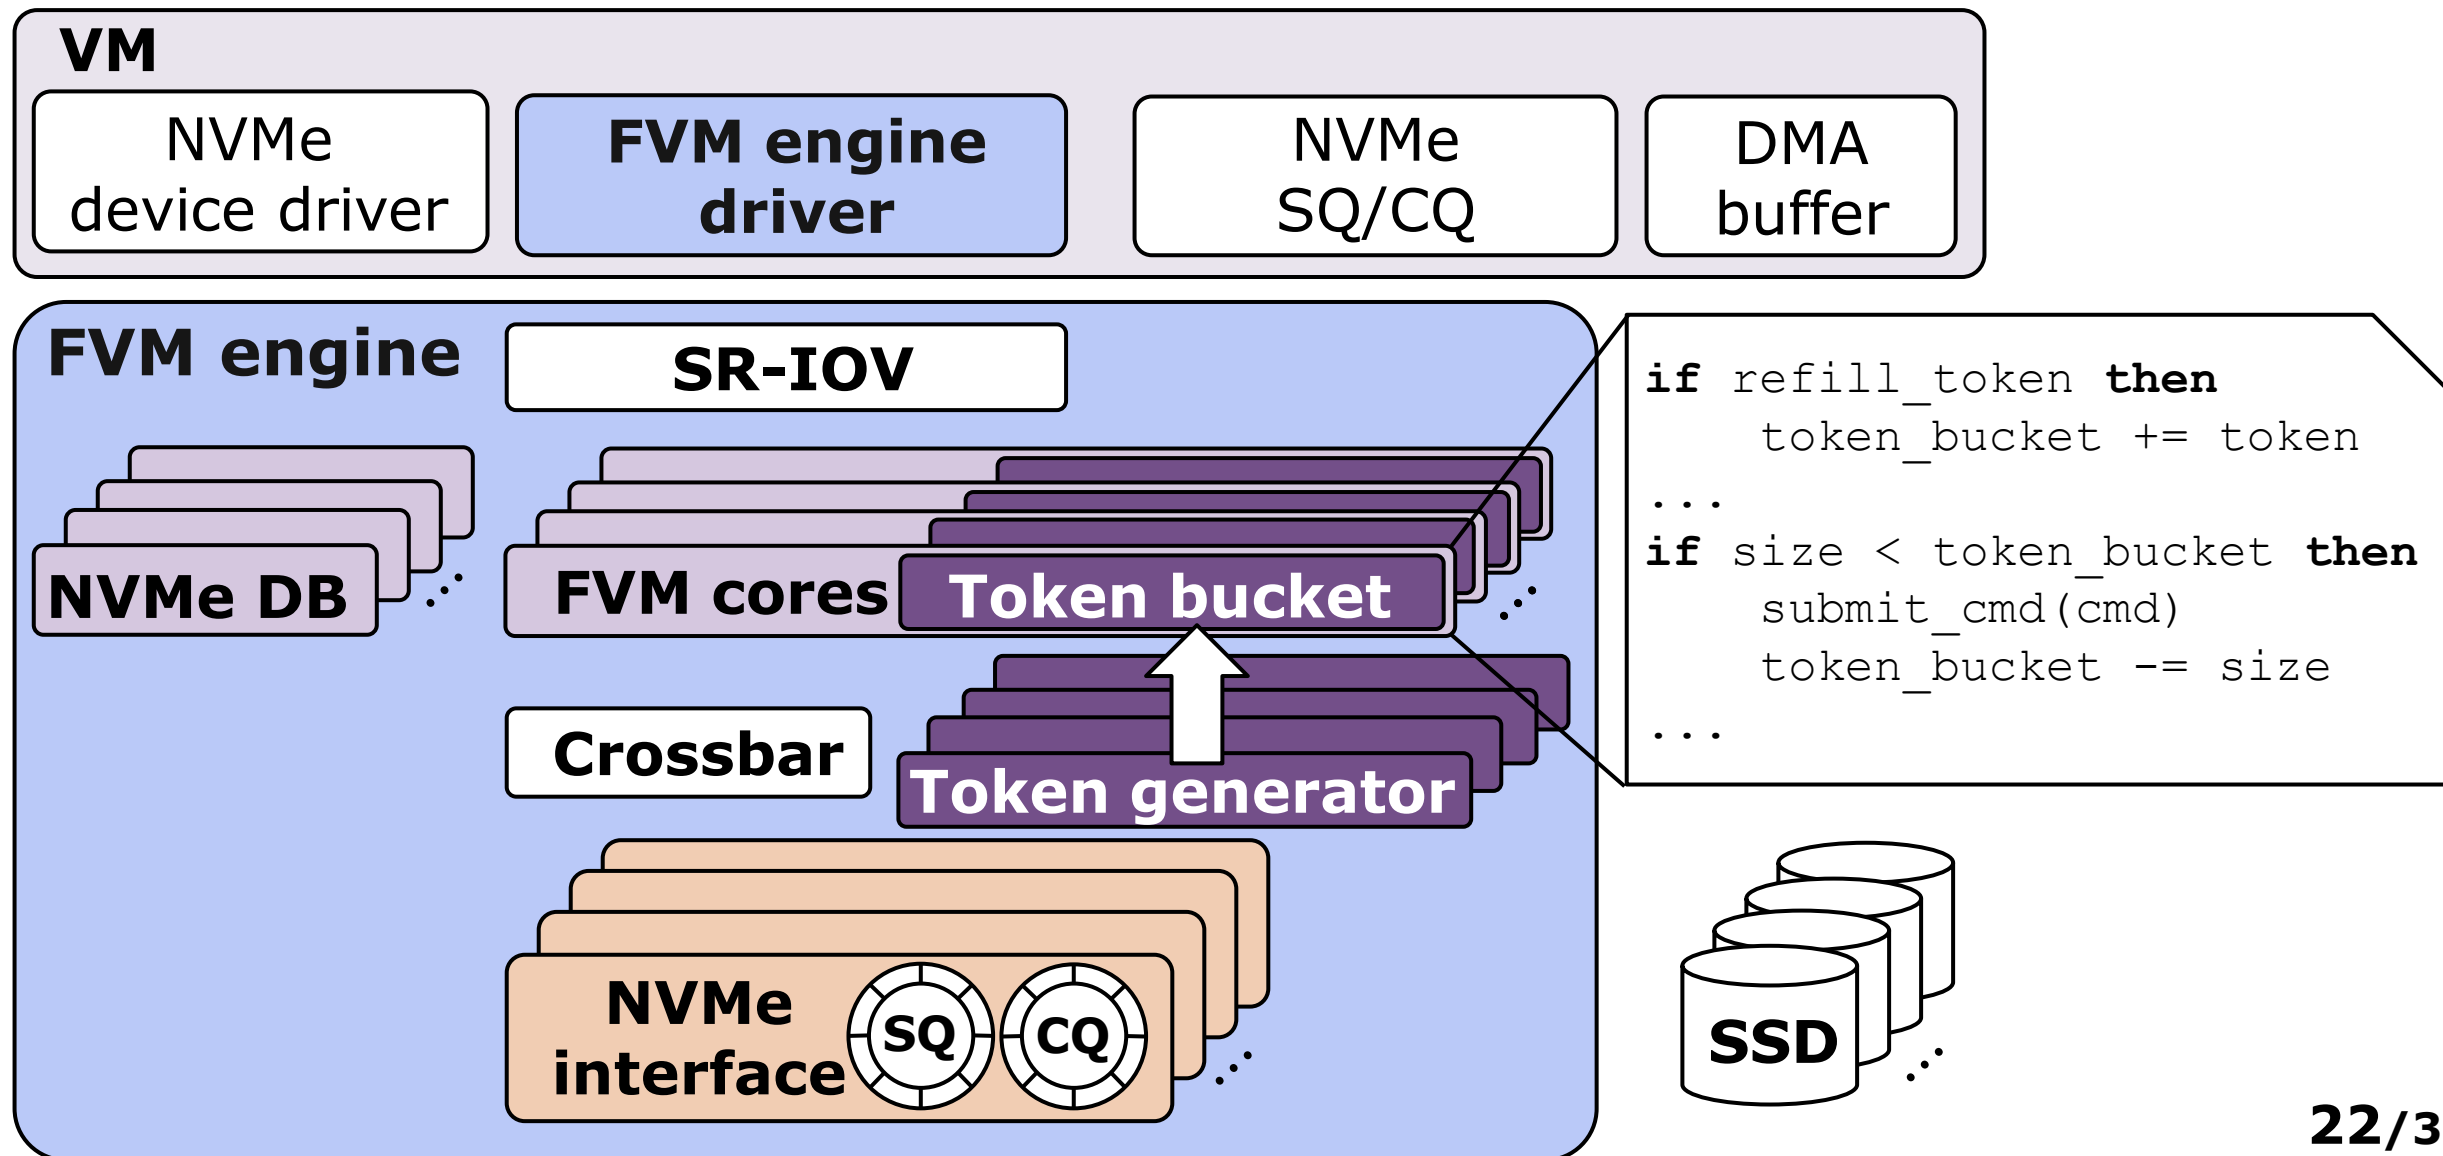 VM
NVMe
device driver
FVM engine
driver
NVMe
SQ/CQ
DMA
buffer
FVM engine
SR-IOV
NVMe DB
FVM cores
Token bucket
Crossbar
Token generator
NVMe
interface
SQ
CQ
if refill_token then
token_bucket += token
...
if size < token_bucket then
submit_cmd(cmd)
token_bucket -= size
...
SSD
22/3